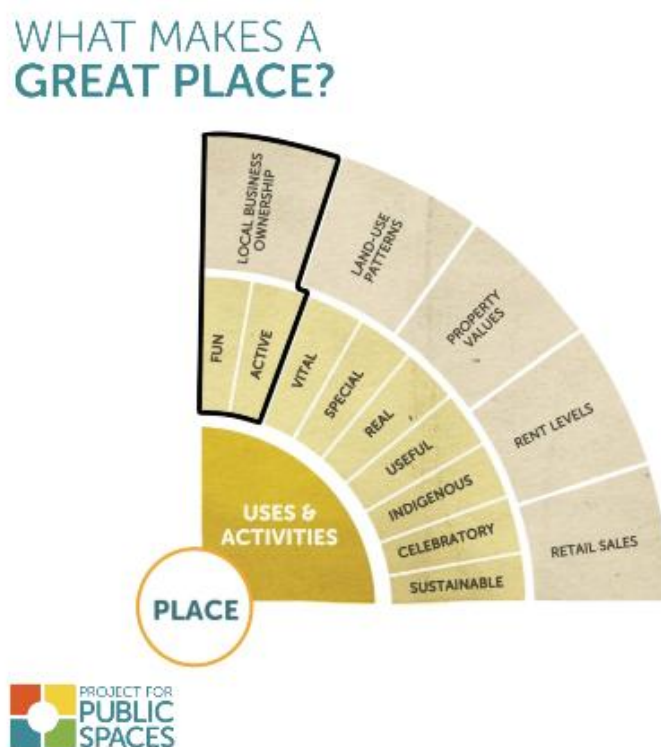 WHAT MAKES A
GREAT PLACE?
LOCAL BUSINESS
OWNERSHIP
LAND-USE
PATTERNS
PROPERTY
VALUES
RENT LEVELS
RETAIL SALES
FUN
ACTIVE
VITAL
SPECIAL
REAL
USEFUL
INDIGENOUS
CELEBRATORY
SUSTAINABLE
USES &
ACTIVITIES
PLACE
PROJECT FOR
PUBLIC
SPACES